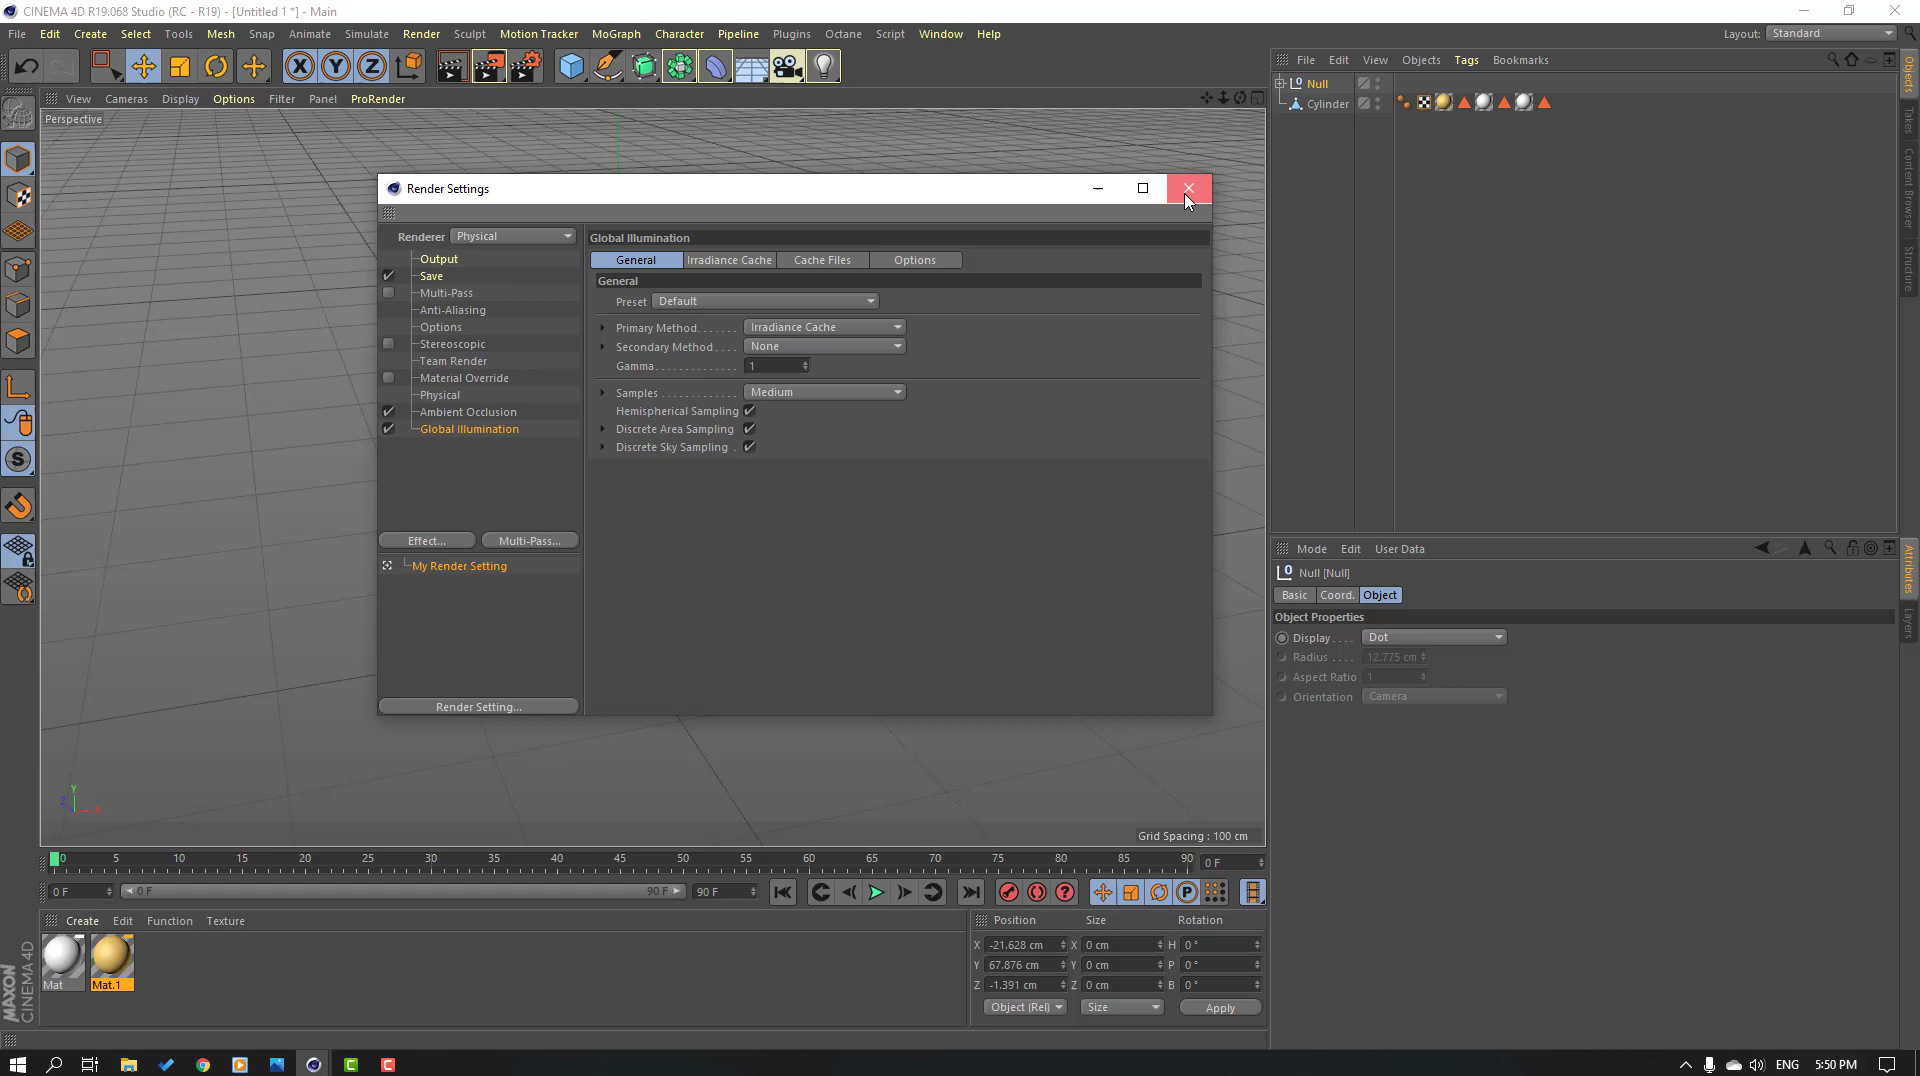 CINEMA 4D R19.068 Studio (RC - R19) - [Untitled 1 *] - Main
File Edit Create Select Tools Mesh Snap Animate Simulate Render Sculpt Motion Tracker MoGraph Character Pipeline Plugins Octane Script Window Help Layout: Standard
X Y Z
File Edit View Objects Tags Bookmarks
View Cameras Display Options Filter Panel ProRender
Null
Cylinder
Perspective
Objects
Takes
Content Browser
Structure
Render Settings
Renderer Physical
Output
Save
Multi-Pass
Anti-Aliasing
Options
Stereoscopic
Team Render
Material Override
Physical
Ambient Occlusion
Global Illumination
Effect... Multi-Pass...
My Render Setting
Render Setting...
Global Illumination
General Irradiance Cache Cache Files Options
General
Preset Default
Primary Method....... Irradiance Cache
Secondary Method.... None
Gamma............. 1
Samples ............ Medium
Hemispherical Sampling
Discrete Area Sampling
Discrete Sky Sampling .
Mode Edit User Data
Null [Null]
Basic Coord. Object
Object Properties
Display.... Dot
Radius .... 12.775 cm
Aspect Ratio 1
Orientation Camera
Attributes
Layers
Y
Z X
Grid Spacing : 100 cm
0 5 10 15 20 25 30 35 40 45 50 55 60 65 70 75 80 85 90 0 F
0 F 0 F 90 F 90 F
Create Edit Function Texture
Mat Mat.1
MAXON CINEMA 4D
Position Size Rotation
X -21.628 cm X 0 cm H 0 °
Y 67.876 cm Y 0 cm P 0 °
Z -1.391 cm Z 0 cm B 0 °
Object (Rel) Size Apply
ENG 5:50 PM